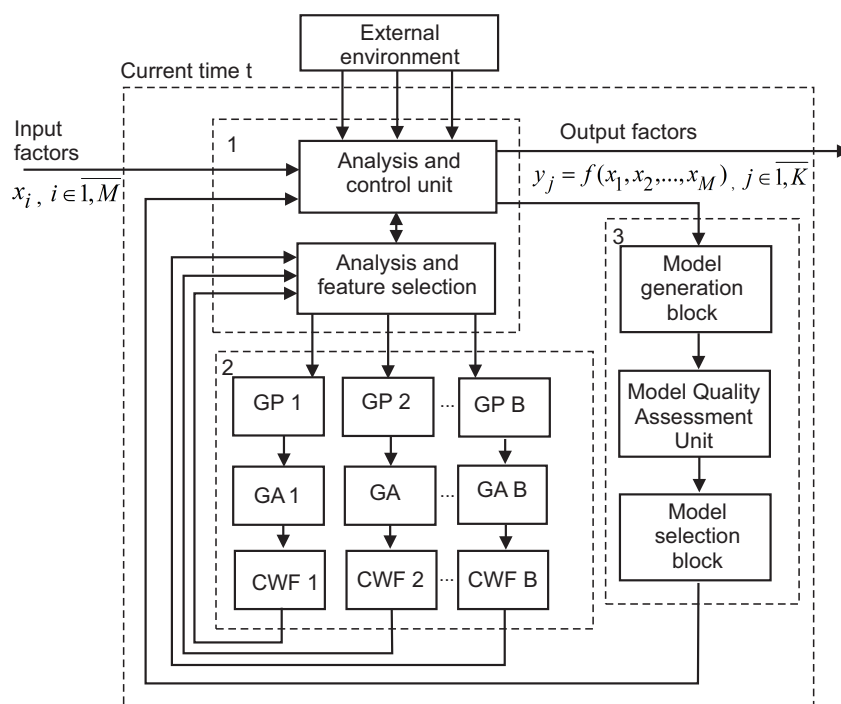 External
environment
Current time t
Input
factors
x_i , i ∈ \overline{1,M}
1
Analysis and
control unit
Output factors
y_j = f(x_1,x_2,...,x_M) , j ∈ \overline{1,K}
Analysis and
feature selection
3
Model
generation
block
2
GP 1
GP 2
...
GP B
Model Quality
Assessment
Unit
GA 1
GA
...
GA B
Model
selection
block
CWF 1
CWF 2
...
CWF B